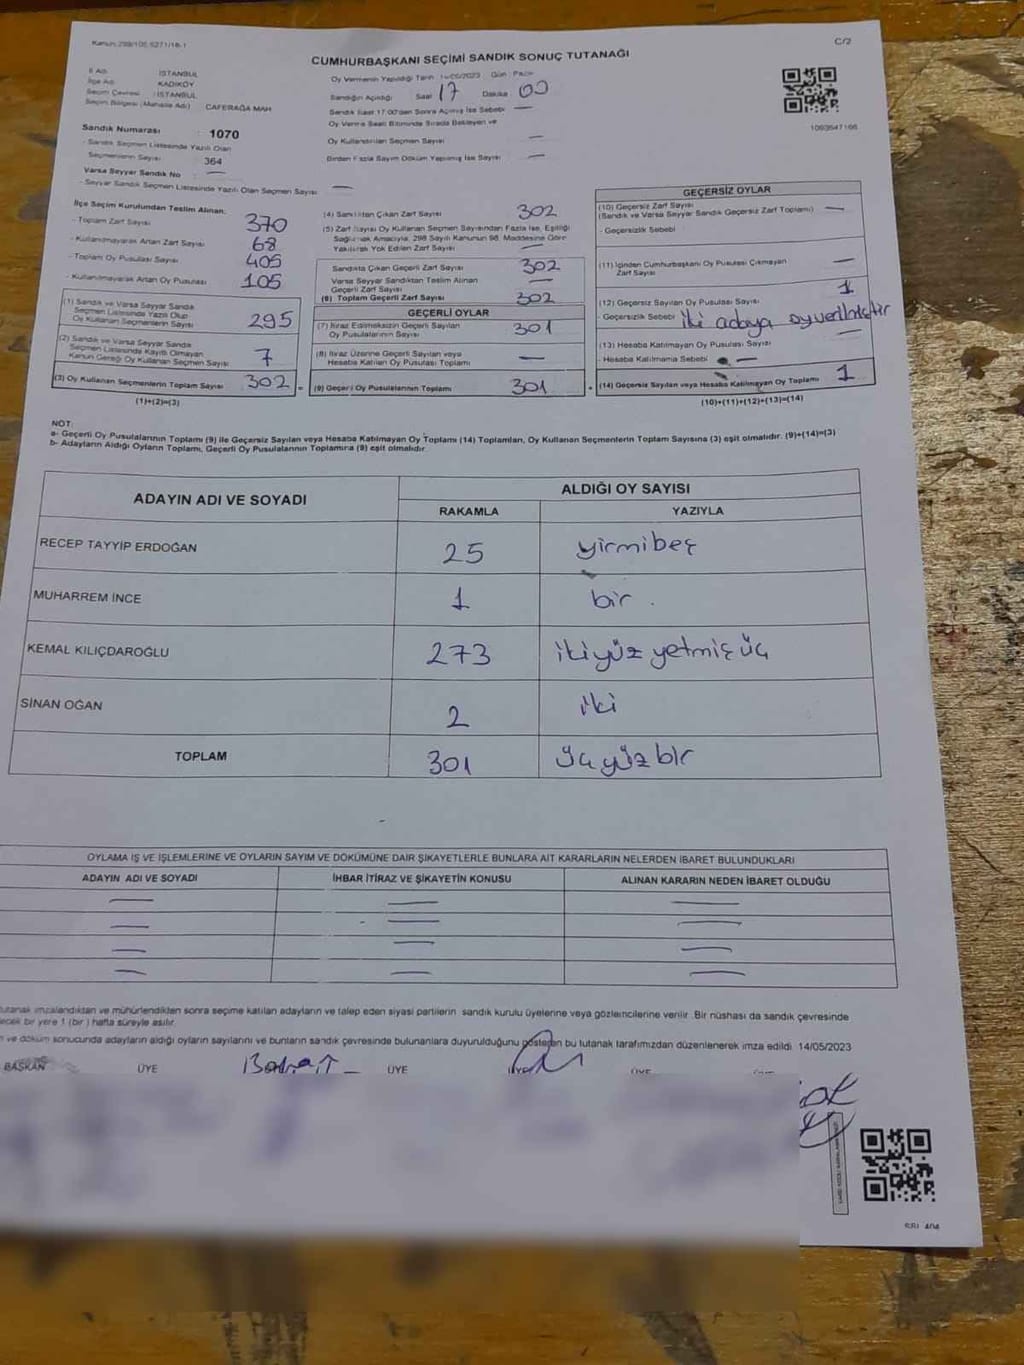 Kanun:298/105,6271/18-1
C/2
CUMHURBAŞKANI SEÇİMİ SANDIK SONUÇ TUTANAĞI
İl Adı : İSTANBUL
İlçe Adı : KADIKÖY
Seçim Çevresi : İSTANBUL
Seçim Bölgesi (Mahalle Adı) : CAFERAĞA MAH
Sandık Numarası : 1070
- Sandık Seçmen Listesinde Yazılı Olan
Seçmenlerin Sayısı : 364
Varsa Seyyar Sandık No : —
- Seyyar Sandık Seçmen Listesinde Yazılı Olan Seçmen Sayısı : —
Oy Vermenin Yapıldığı Tarih : 14/05/2023 Gün : Pazar
Sandığın Açıldığı Saat 17 Dakika 00
Sandık Saat 17:00'den Sonra Açılmış İse Sebebi —
Oy Verme Saati Bitiminde Sırada Bekleyen ve
Oy Kullandırılan Seçmen Sayısı —
Birden Fazla Sayım Döküm Yapılmış İse Sayısı —
1093647166
İlçe Seçim Kurulundan Teslim Alınan:
- Toplam Zarf Sayısı 370
- Kullanılmayarak Artan Zarf Sayısı 68
- Toplam Oy Pusulası Sayısı 405
- Kullanılmayarak Artan Oy Pusulası 105
(1) Sandık ve Varsa Seyyar Sandık
Seçmen Listesinde Yazılı Olup
Oy Kullanan Seçmenlerin Sayısı 295
(2) Sandık ve Varsa Seyyar Sandık
Seçmen Listesinde Kayıtlı Olmayan
Kanun Gereği Oy Kullanan Seçmen Sayısı 7
(3) Oy Kullanan Seçmenlerin Toplam Sayısı 302 =
(1)+(2)=(3)
(4) Sandıktan Çıkan Zarf Sayısı 302
(5) Zarf Sayısı Oy Kullanan Seçmen Sayısından Fazla İse, Eşitliği
Sağlamak Amacıyla, 298 Sayılı Kanunun 98. Maddesine Göre
Yakılarak Yok Edilen Zarf Sayısı —
Sandıkta Çıkan Geçerli Zarf Sayısı 302
Varsa Seyyar Sandıktan Teslim Alınan
Geçerli Zarf Sayısı —
(6) Toplam Geçerli Zarf Sayısı 302
GEÇERLİ OYLAR
(7) İtiraz Edilmeksizin Geçerli Sayılan
Oy Pusulalarının Sayısı 301
(8) İtiraz Üzerine Geçerli Sayılan veya
Hesaba Katılan Oy Pusulası Toplamı —
(9) Geçerli Oy Pusulalarının Toplamı 301 +
GEÇERSİZ OYLAR
(10) Geçersiz Zarf Sayısı
(Sandık ve Varsa Seyyar Sandık Geçersiz Zarf Toplamı) —
- Geçersizlik Sebebi
(11) İçinden Cumhurbaşkanı Oy Pusulası Çıkmayan
Zarf Sayısı —
(12) Geçersiz Sayılan Oy Pusulası Sayısı 1
- Geçersizlik Sebebi : iki adaya oy verilmiştir
(13) Hesaba Katılmayan Oy Pusulası Sayısı —
Hesaba Katılmama Sebebi —
(14) Geçersiz Sayılan veya Hesaba Katılmayan Oy Toplamı 1
(10)+(11)+(12)+(13)=(14)
NOT:
a- Geçerli Oy Pusulalarının Toplamı (9) ile Geçersiz Sayılan veya Hesaba Katılmayan Oy Toplamı (14) Toplamları, Oy Kullanan Seçmenlerin Toplam Sayısına (3) eşit olmalıdır. (9)+(14)=(3)
b- Adayların Aldığı Oyların Toplamı, Geçerli Oy Pusulalarının Toplamına (9) eşit olmalıdır.
ADAYIN ADI VE SOYADI ALDIĞI OY SAYISI
RAKAMLA YAZIYLA
RECEP TAYYİP ERDOĞAN 25 yirmibeş
MUHARREM İNCE 1 bir.
KEMAL KILIÇDAROĞLU 273 ikiyüz yetmiş üç
SİNAN OĞAN 2 iki
TOPLAM 301 üç yüz bir
OYLAMA İŞ VE İŞLEMLERİNE VE OYLARIN SAYIM VE DÖKÜMÜNE DAİR ŞİKAYETLERLE BUNLARA AİT KARARLARIN NELERDEN İBARET BULUNDUKLARI
ADAYIN ADI VE SOYADI İHBAR İTİRAZ VE ŞİKAYETİN KONUSU ALINAN KARARIN NEDEN İBARET OLDUĞU
tutanak imzalandıktan ve mühürlendikten sonra seçime katılan adayların ve talep eden siyasi partilerin sandık kurulu üyelerine veya gözlemcilerine verilir. Bir nüshası da sandık çevresinde
ecek bir yere 1 (bir) hafta süreyle asılır.
ve döküm sonucunda adayların aldığı oyların sayılarını ve bunların sandık çevresinde bulunanlara duyurulduğunu gösteren bu tutanak tarafımızdan düzenlenerek imza edildi. 14/05/2023
BAŞKAN ÜYE ÜYE ÜYE